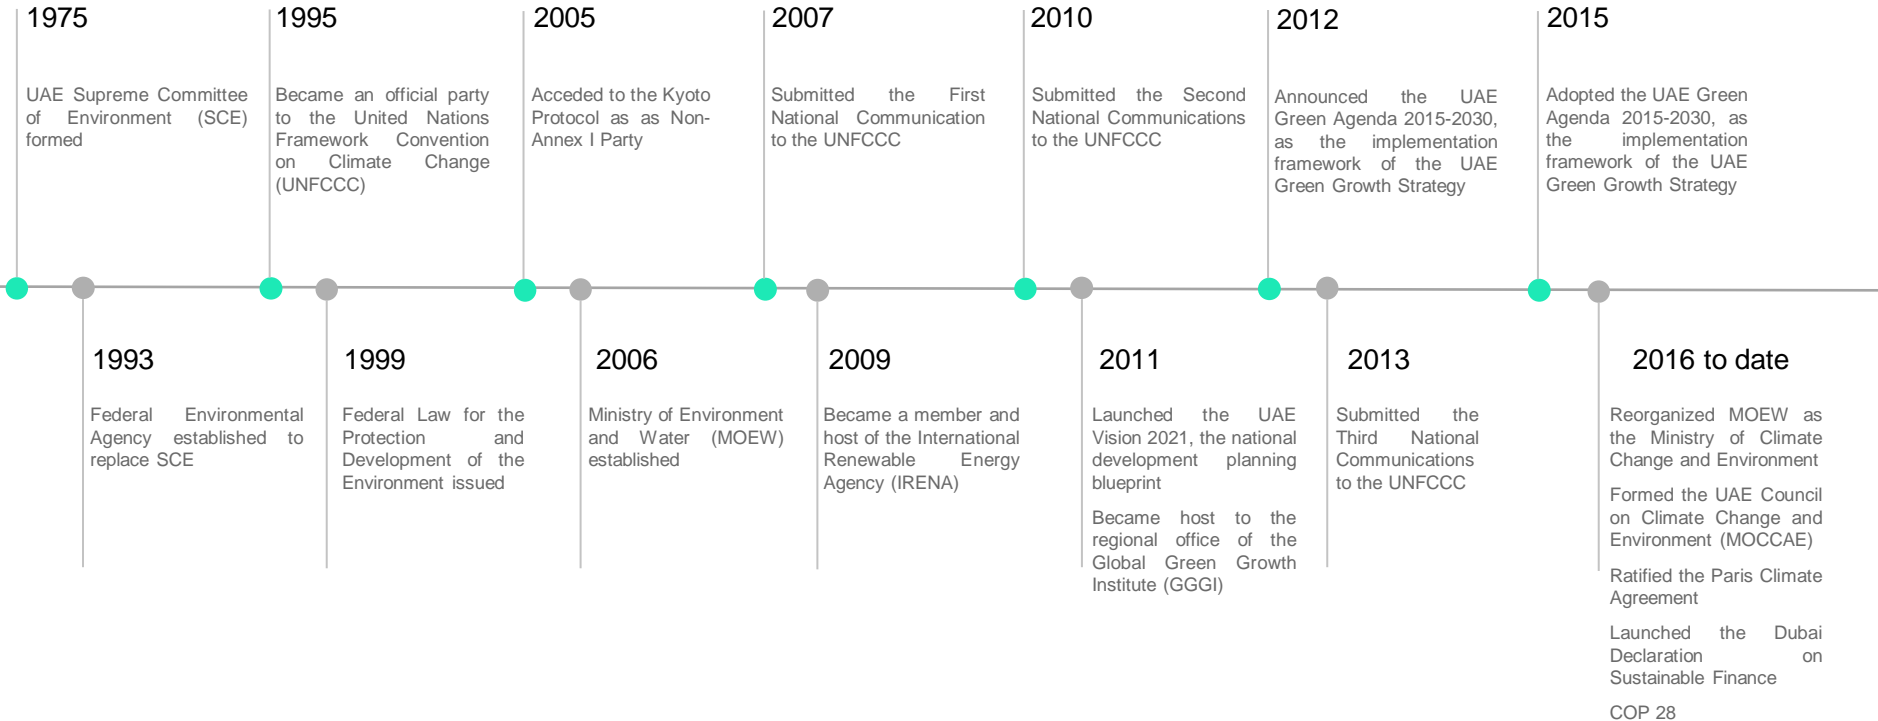 1975
UAE Supreme Committee
of Environment (SCE)
formed
1995
Became an official party
to the United Nations
Framework Convention
on Climate Change
(UNFCCC)
2005
Acceded to the Kyoto
Protocol as as Non-
Annex I Party
2007
Submitted the First
National Communication
to the UNFCCC
2010
Submitted the Second
National Communications
to the UNFCCC
2012
Announced the UAE
Green Agenda 2015-2030,
as the implementation
framework of the UAE
Green Growth Strategy
2015
Adopted the UAE Green
Agenda 2015-2030, as
the implementation
framework of the UAE
Green Growth Strategy
1993
Federal Environmental
Agency established to
replace SCE
1999
Federal Law for the
Protection and
Development of the
Environment issued
2006
Ministry of Environment
and Water (MOEW)
established
2009
Became a member and
host of the International
Renewable Energy
Agency (IRENA)
2011
Launched the UAE
Vision 2021, the national
development planning
blueprint
Became host to the
regional office of the
Global Green Growth
Institute (GGGI)
2013
Submitted the
Third National
Communications
to the UNFCCC
2016 to date
Reorganized MOEW as
the Ministry of Climate
Change and Environment
Formed the UAE Council
on Climate Change and
Environment (MOCCAE)
Ratified the Paris Climate
Agreement
Launched the Dubai
Declaration on
Sustainable Finance
COP 28